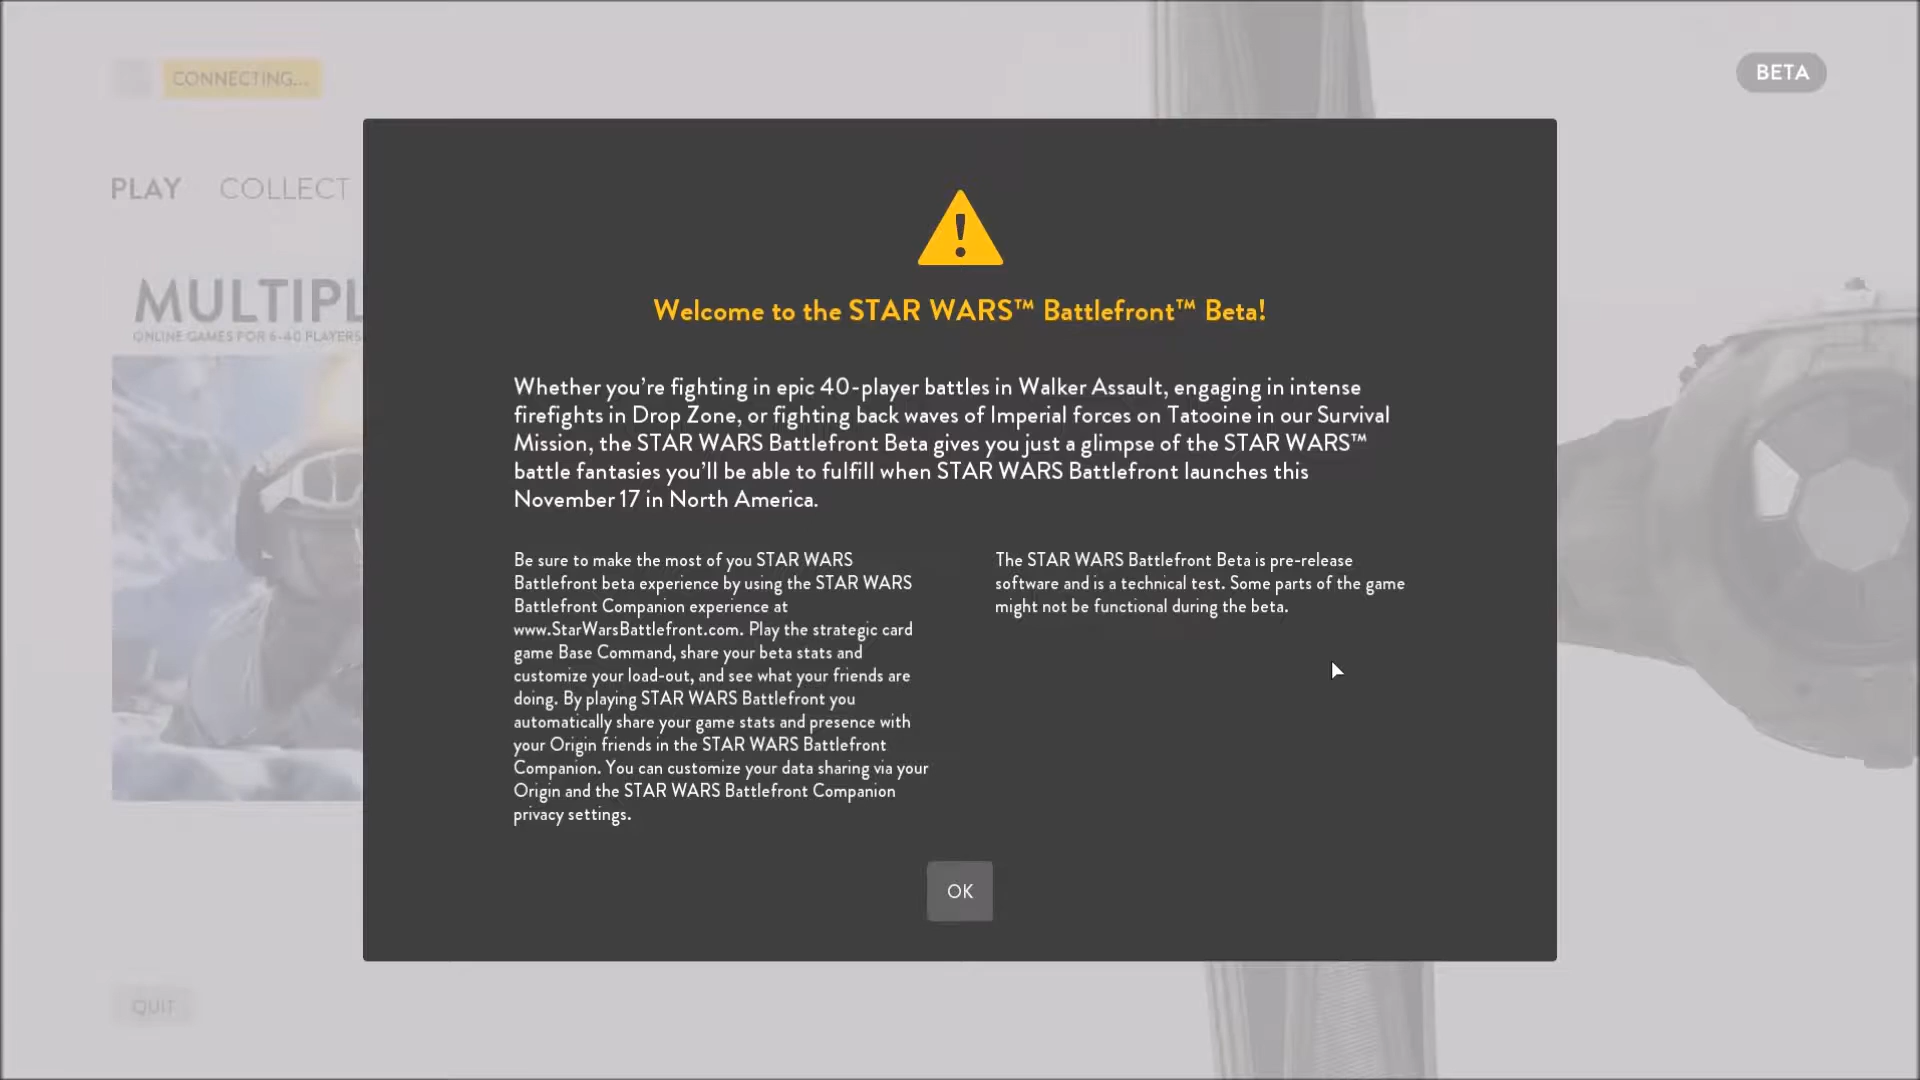 CONNECTING...
BETA
PLAY COLLECT
MULTIPL
ONLINE GAMES FOR 6-40 PLAYERS
Welcome to the STAR WARS™ Battlefront™ Beta!
Whether you’re fighting in epic 40-player battles in Walker Assault, engaging in intense
firefights in Drop Zone, or fighting back waves of Imperial forces on Tatooine in our Survival
Mission, the STAR WARS Battlefront Beta gives you just a glimpse of the STAR WARS™
battle fantasies you’ll be able to fulfill when STAR WARS Battlefront launches this
November 17 in North America.
Be sure to make the most of you STAR WARS
Battlefront beta experience by using the STAR WARS
Battlefront Companion experience at
www.StarWarsBattlefront.com. Play the strategic card
game Base Command, share your beta stats and
customize your load-out, and see what your friends are
doing. By playing STAR WARS Battlefront you
automatically share your game stats and presence with
your Origin friends in the STAR WARS Battlefront
Companion. You can customize your data sharing via your
Origin and the STAR WARS Battlefront Companion
privacy settings.
The STAR WARS Battlefront Beta is pre-release
software and is a technical test. Some parts of the game
might not be functional during the beta.
OK
QUIT